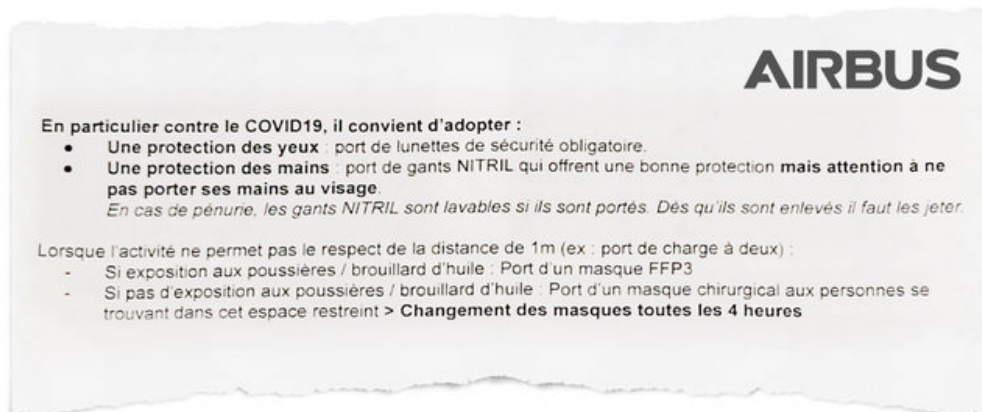 AIRBUS
En particulier contre le COVID19, il convient d'adopter :
• Une protection des yeux : port de lunettes de sécurité obligatoire.
• Une protection des mains : port de gants NITRIL qui offrent une bonne protection mais attention à ne
pas porter ses mains au visage.
En cas de pénurie, les gants NITRIL sont lavables si ils sont portés. Dès qu'ils sont enlevés il faut les jeter.
Lorsque l'activité ne permet pas le respect de la distance de 1m (ex : port de charge à deux) :
- Si exposition aux poussières / brouillard d'huile : Port d'un masque FFP3
- Si pas d'exposition aux poussières / brouillard d'huile : Port d'un masque chirurgical aux personnes se
trouvant dans cet espace restreint > Changement des masques toutes les 4 heures